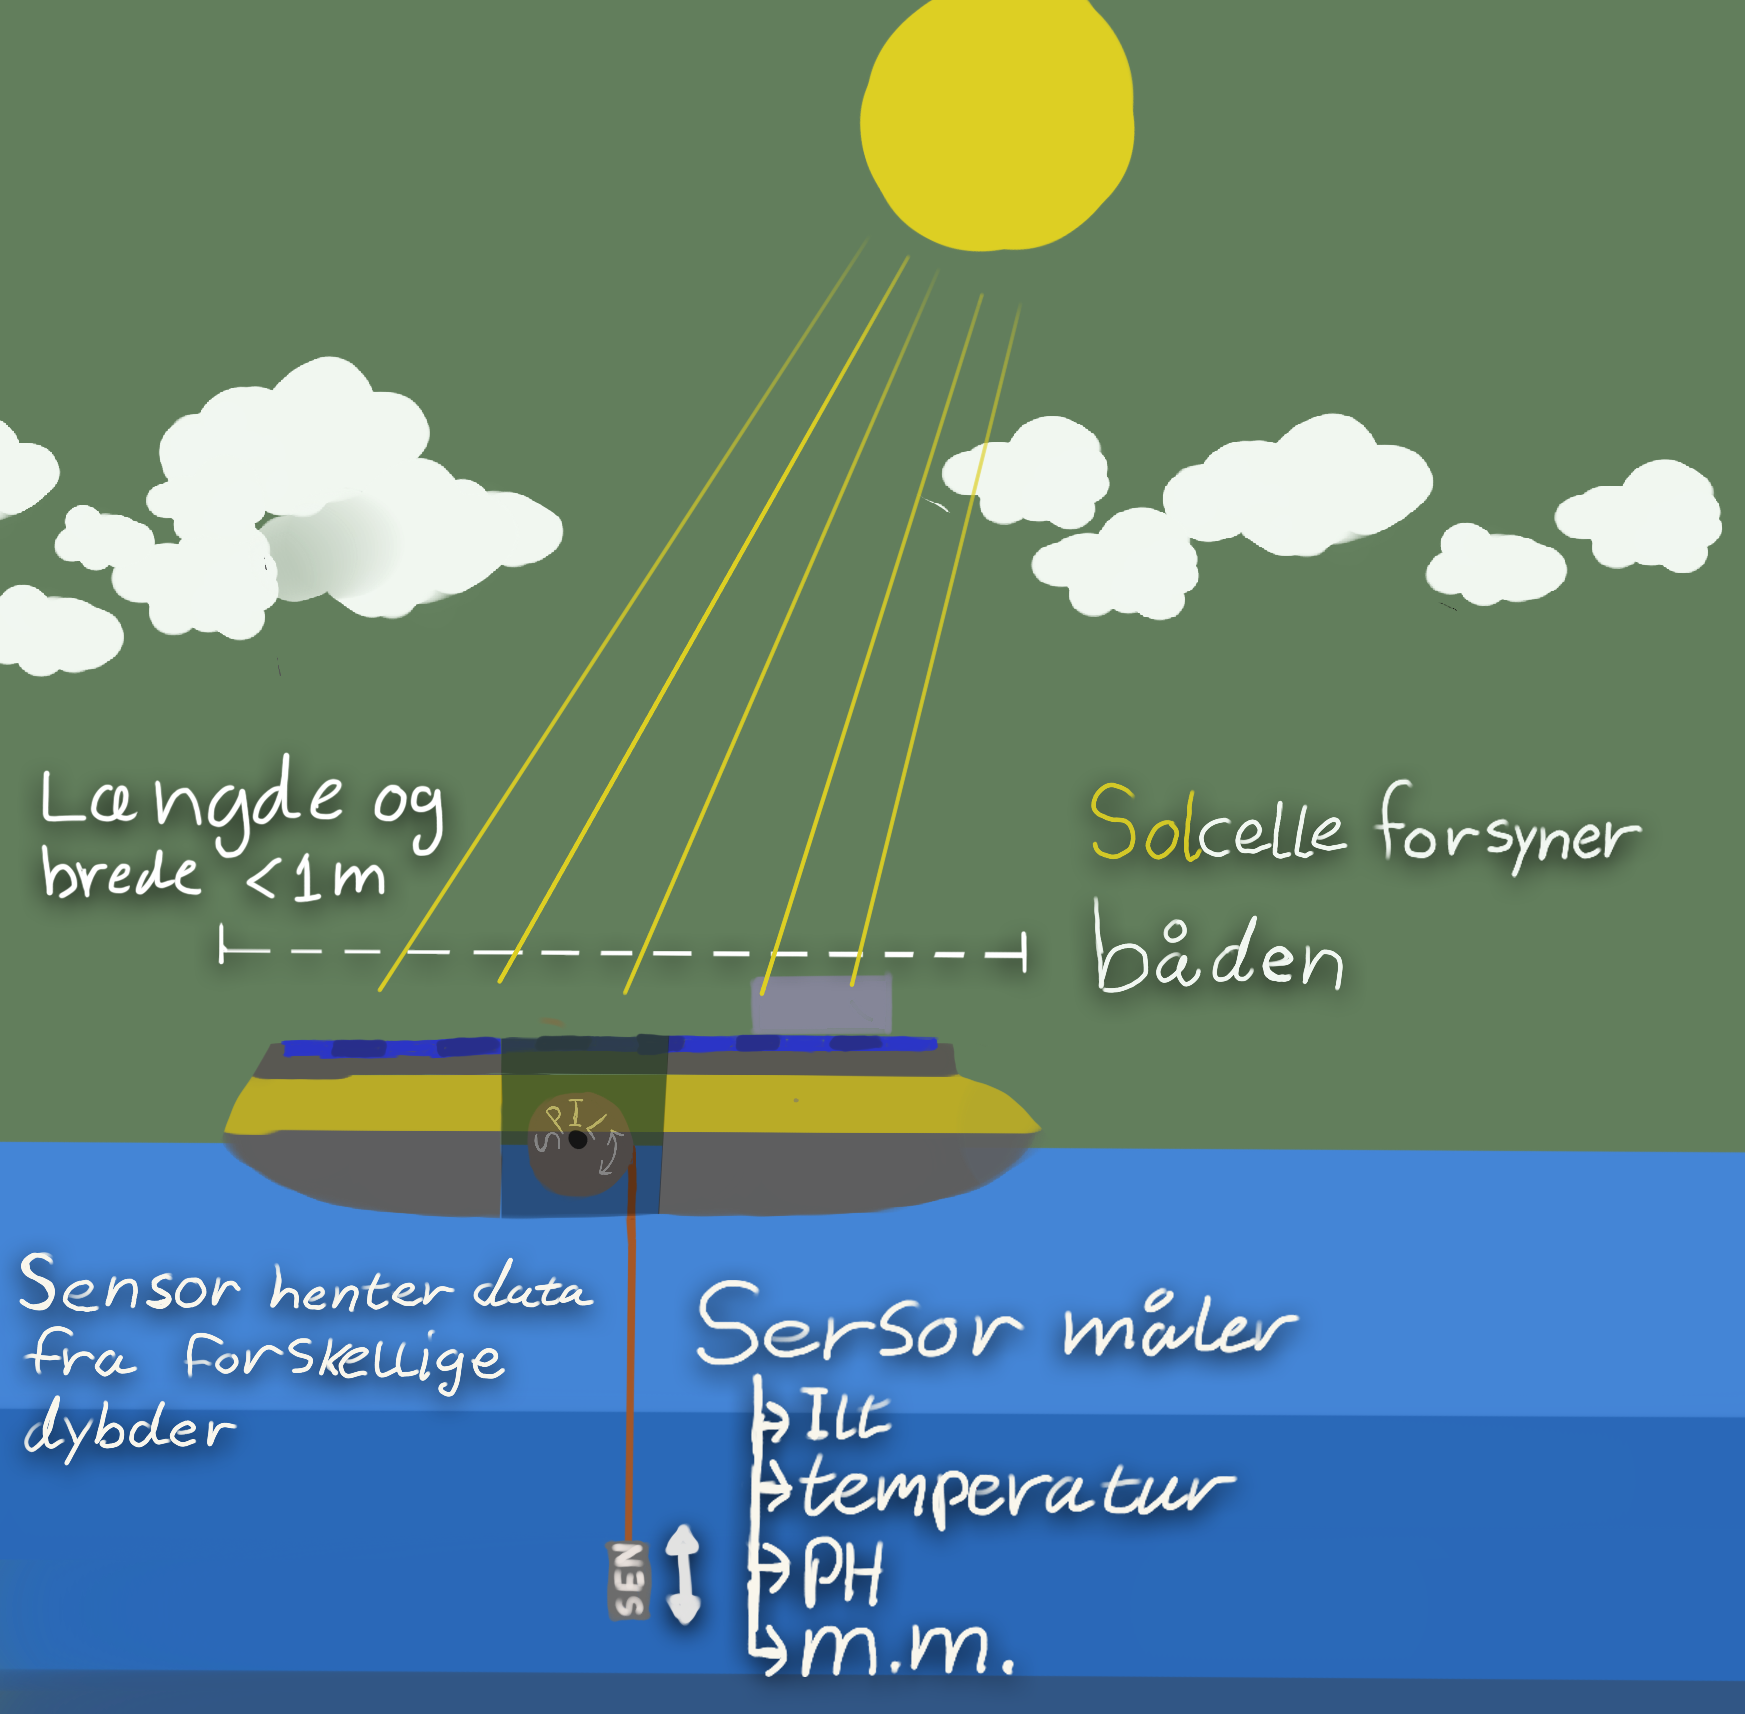 Længde og
brede <1m
Solcelle forsyner
båden
SPIL
Sensor henter data
fra forskellige
dybder
Sersor måler
Ilt
temperatur
PH
m.m.
SEN